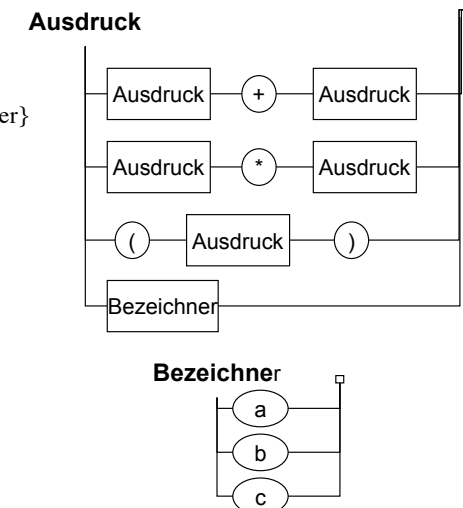 Ausdruck
Ausdruck + Ausdruck
er}
Ausdruck * Ausdruck
( Ausdruck )
Bezeichner
Bezeichner
a
b
c